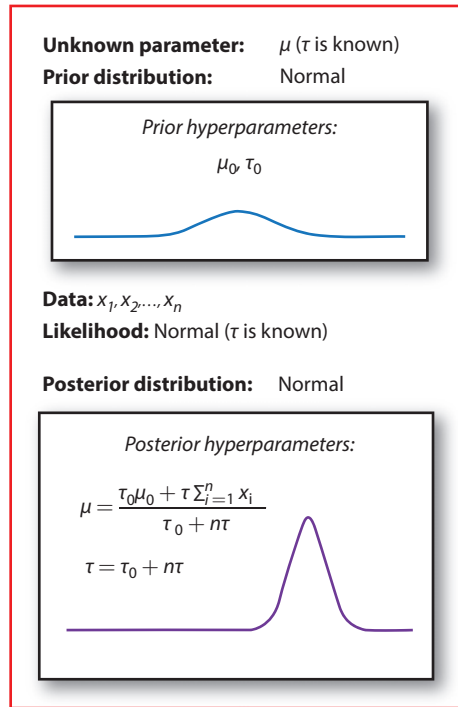 Unknown parameter: μ (τ is known)
Prior distribution: Normal
Prior hyperparameters:
μ₀, τ₀
Data: x₁, x₂,..., xₙ
Likelihood: Normal (τ is known)
Posterior distribution: Normal
Posterior hyperparameters:
μ = (τ₀μ₀ + τ Σⁿᵢ₌₁ xᵢ) / (τ₀ + nτ)
τ = τ₀ + nτ